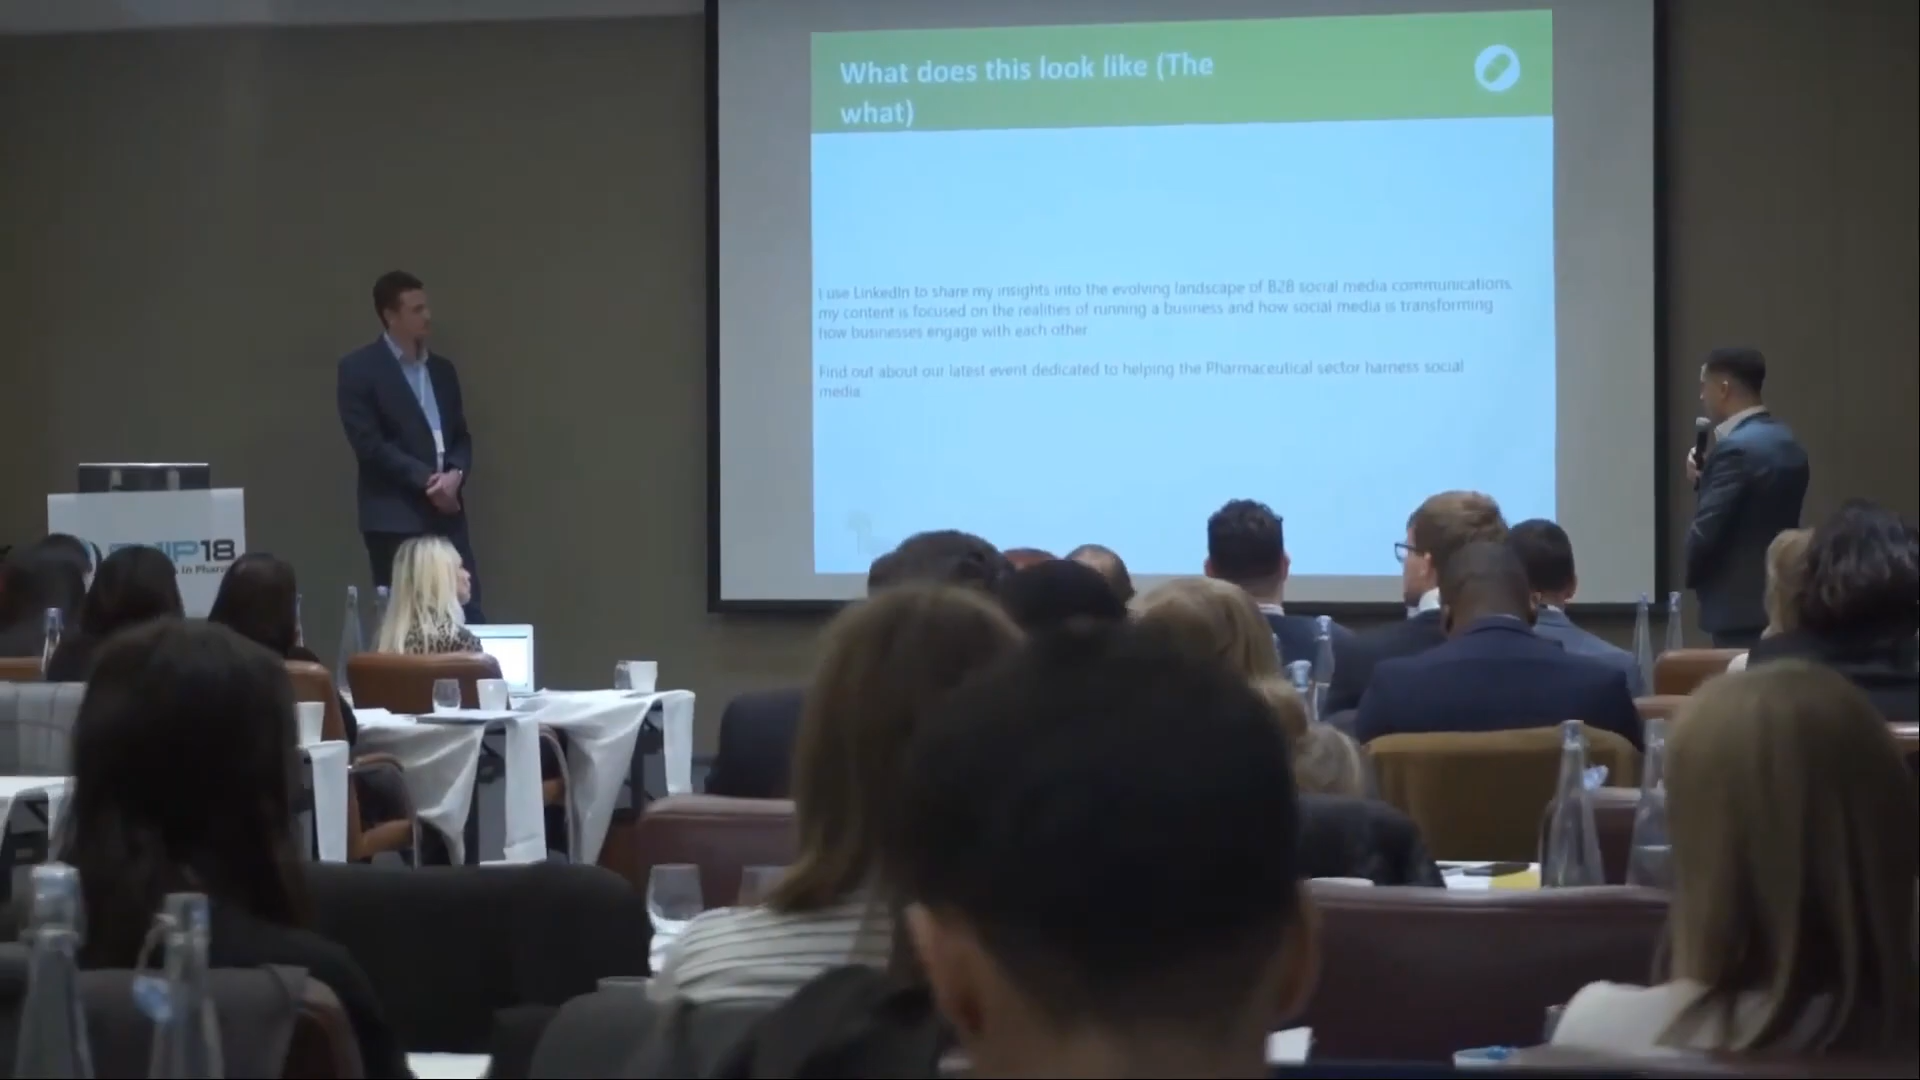 What does this look like (The
what)
I use LinkedIn to share my insights into the evolving landscape of B2B social media communications,
my content is focused on the realities of running a business and how social media is transforming
how businesses engage with each other
Find out about our latest event dedicated to helping the Pharmaceutical sector harness social
media.
IP18
in Pharma